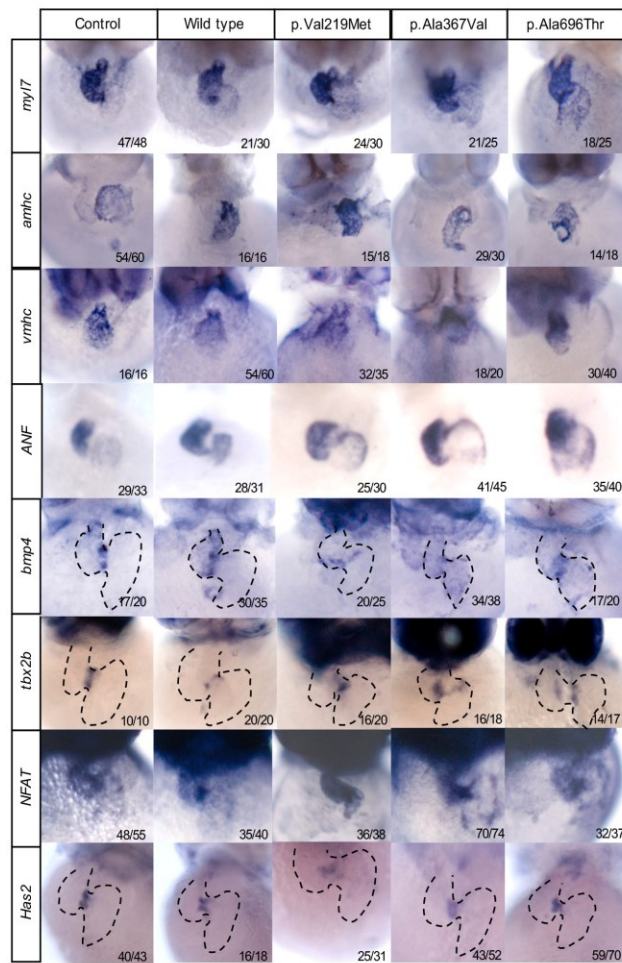 Control Wild type p.Val219Met p.Ala367Val p.Ala696Thr
myl7 47/48 21/30 24/30 21/25 18/25
amhc 54/60 16/16 15/18 29/30 14/18
vmhc 16/16 54/60 32/35 18/20 30/40
ANF 29/33 28/31 25/30 41/45 35/40
bmp4 17/20 30/35 20/25 34/38 17/20
tbx2b 10/10 20/20 16/20 16/18 14/17
NFAT 48/55 35/40 36/38 70/74 32/37
Has2 40/43 16/18 25/31 43/52 59/70